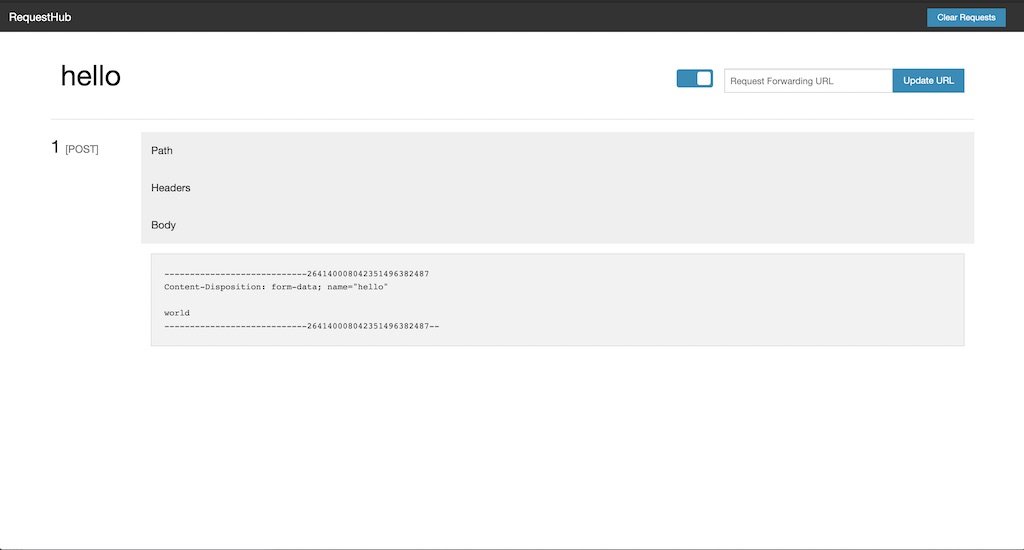 RequestHub
Clear Requests
hello
Request Forwarding URL
Update URL
1 [POST]
Path
Headers
Body
-----------------------------264140008042351496382487
Content-Disposition: form-data; name="hello"
world
-----------------------------264140008042351496382487--